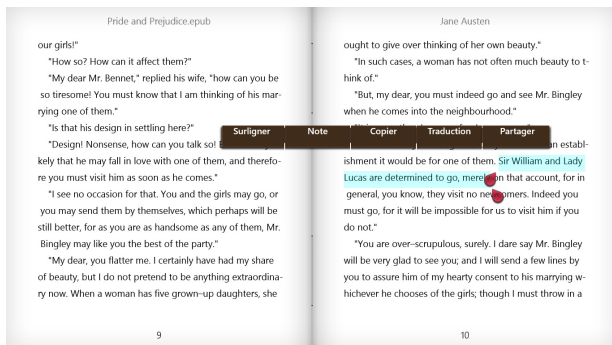 Pride and Prejudice.epub
our girls!"
"How so? How can it affect them?"
"My dear Mr. Bennet," replied his wife, "how can you be
so tiresome! You must know that I am thinking of his mar-
rying one of them."
"Is that his design in settling here?"
"Design! Nonsense, how can you talk so!
kely that he may fall in love with one of them, and therefo-
re you must visit him as soon as he comes."
"I see no occasion for that. You and the girls may go, or
you may send them by themselves, which perhaps will be
still better, for as you are as handsome as any of them, Mr.
Bingley may like you the best of the party."
"My dear, you flatter me. I certainly have had my share
of beauty, but I do not pretend to be anything extraordina-
ry now. When a woman has five grown-up daughters, she
9
Jane Austen
ought to give over thinking of her own beauty."
"In such cases, a woman has not often much beauty to t-
hink of."
"But, my dear, you must indeed go and see Mr. Bingley
when he comes into the neighbourhood."
Surligner Note Copier Traduction Partager
an establ-
ishment it would be for one of them. Sir William and Lady
Lucas are determined to go, merely on that account, for in
general, you know, they visit no newcomers. Indeed you
must go, for it will be impossible for us to visit him if you
do not."
"You are over-scrupulous, surely. I dare say Mr. Bingley
will be very glad to see you; and I will send a few lines by
you to assure him of my hearty consent to his marrying w-
hichever he chooses of the girls; though I must throw in a
10